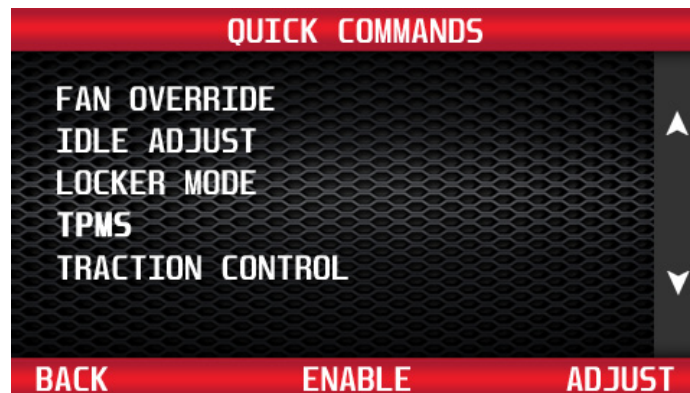 QUICK COMMANDS
FAN OVERRIDE
IDLE ADJUST
LOCKER MODE
TPMS
TRACTION CONTROL
BACK ENABLE ADJUST